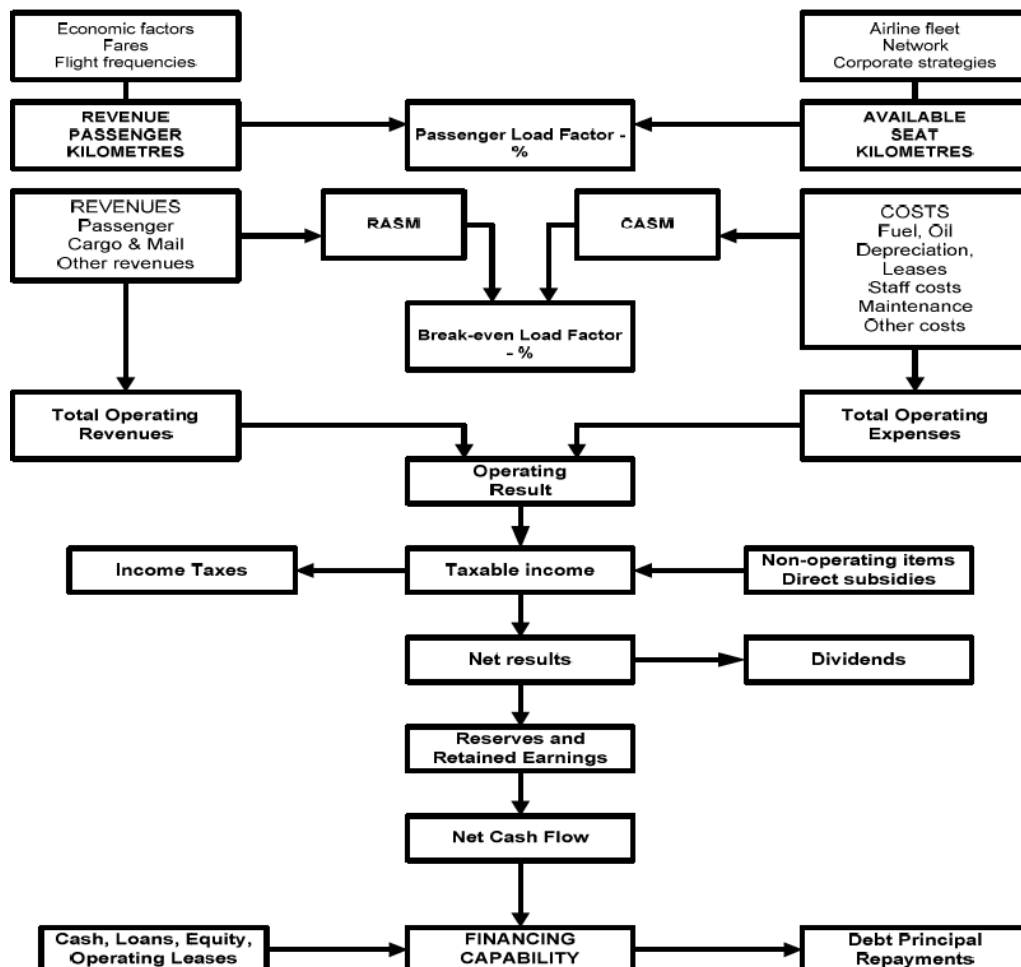 Economic factors
Fares
Flight frequencies
Airline fleet
Network
Corporate strategies
REVENUE
PASSENGER
KILOMETRES
Passenger Load Factor -
%
AVAILABLE
SEAT
KILOMETRES
REVENUES
Passenger
Cargo & Mail
Other revenues
RASM
CASM
COSTS
Fuel, Oil
Depreciation,
Leases
Staff costs
Maintenance
Other costs
Break-even Load Factor
- %
Total Operating
Revenues
Total Operating
Expenses
Operating
Result
Income Taxes
Taxable income
Non-operating items
Direct subsidies
Net results
Dividends
Reserves and
Retained Earnings
Net Cash Flow
Cash, Loans, Equity,
Operating Leases
FINANCING
CAPABILITY
Debt Principal
Repayments